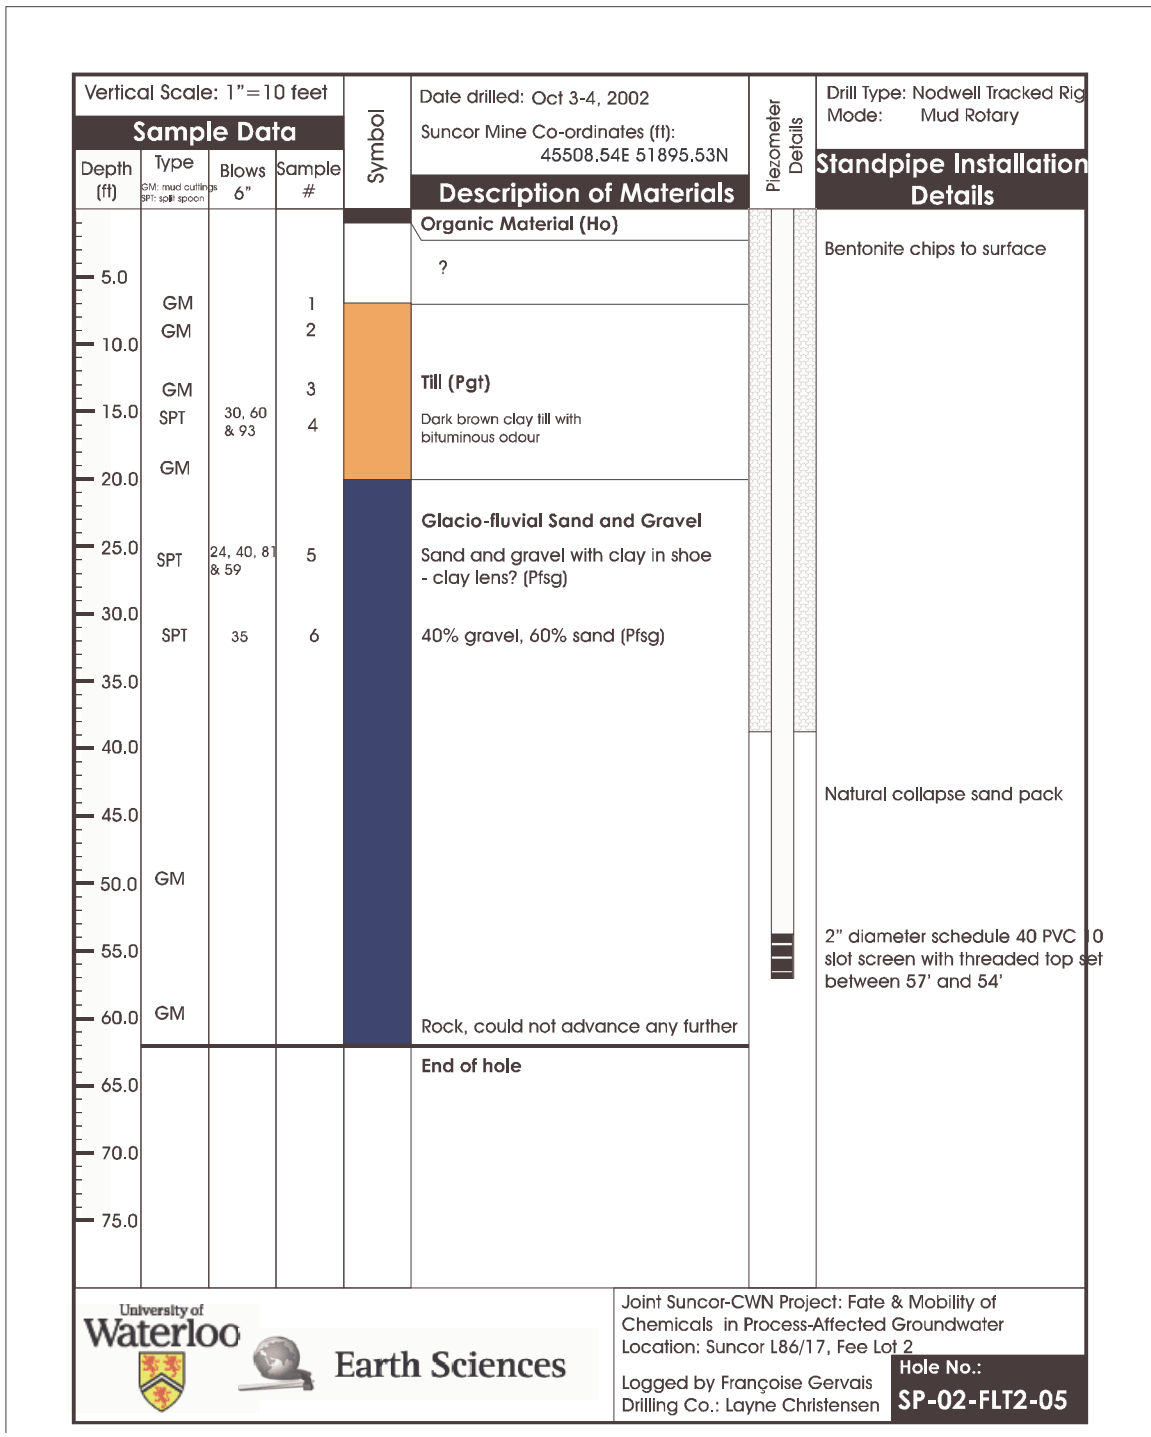 Vertical Scale: 1”=10 feet
Sample Data
Depth
(ft)
Type
GM: mud cuttings
SPT: split spoon
Blows
6”
Sample
#
Symbol
Date drilled: Oct 3-4, 2002
Suncor Mine Co-ordinates (ft):
45508.54E 51895.53N
Description of Materials
Piezometer
Details
Drill Type: Nodwell Tracked Rig
Mode: Mud Rotary
Standpipe Installation
Details
Organic Material (Ho)
Bentonite chips to surface
?
5.0
GM 1
GM 2
10.0
GM 3
Till (Pgt)
15.0
SPT 30, 60
& 93 4
Dark brown clay till with
bituminous odour
GM
20.0
Glacio-fluvial Sand and Gravel
25.0
SPT 24, 40, 81
& 59 5
Sand and gravel with clay in shoe
- clay lens? (Pfsg)
30.0
SPT 35 6 40% gravel, 60% sand (Pfsg)
35.0
40.0
Natural collapse sand pack
45.0
50.0 GM
2” diameter schedule 40 PVC 10
slot screen with threaded top set
between 57’ and 54’
55.0
60.0 GM
Rock, could not advance any further
End of hole
65.0
70.0
75.0
University of
Waterloo
Earth Sciences
Joint Suncor-CWN Project: Fate & Mobility of
Chemicals in Process-Affected Groundwater
Location: Suncor L86/17, Fee Lot 2
Logged by Françoise Gervais
Drilling Co.: Layne Christensen
Hole No.:
SP-02-FLT2-05